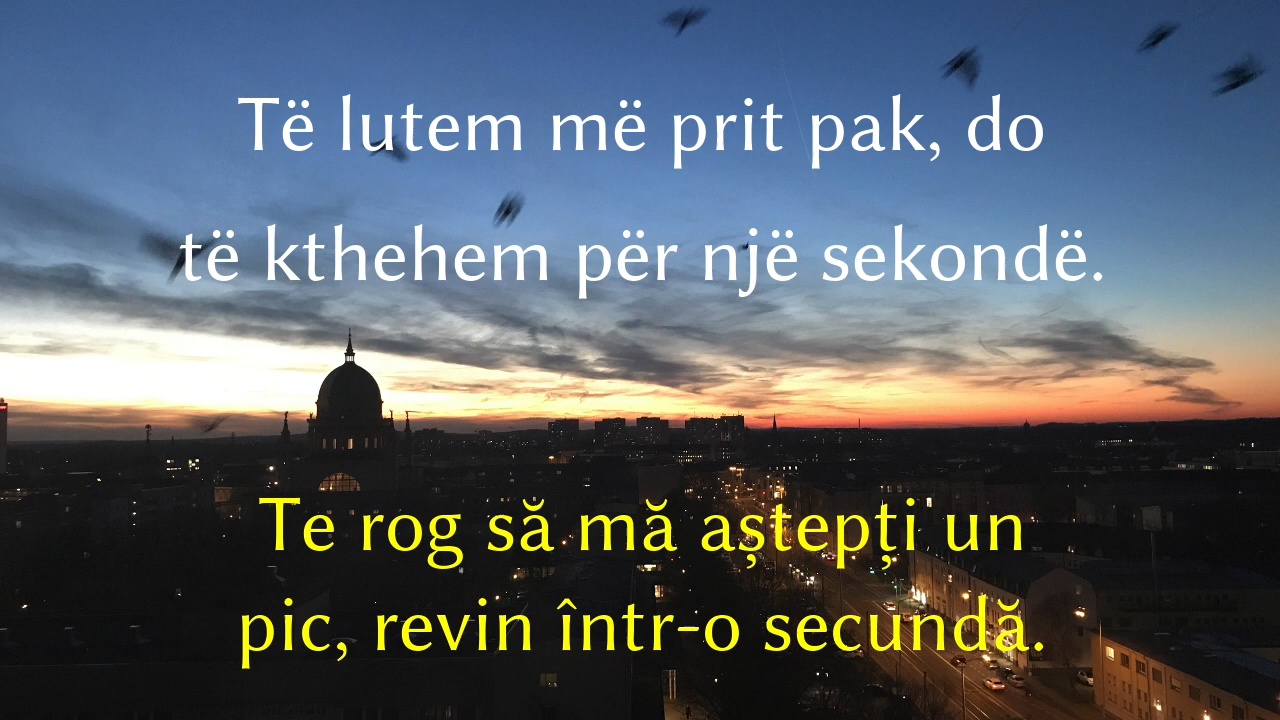 Të lutem më prit pak, do
të kthehem për një sekondë.
Te rog să mă aștepți un
pic, revin într-o secundă.